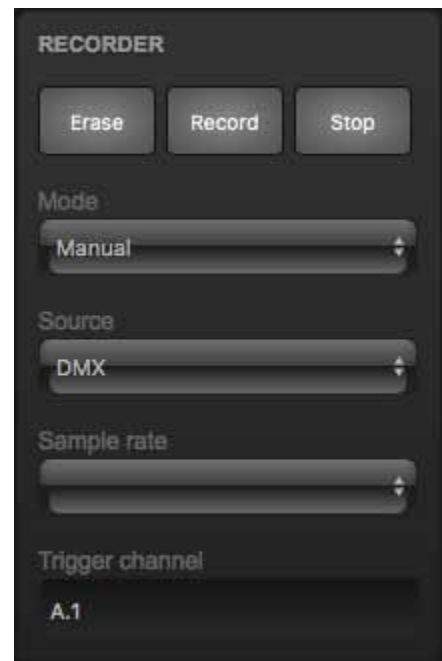 RECORDER
Erase Record Stop
Mode
Manual
Source
DMX
Sample rate
Trigger channel
A.1